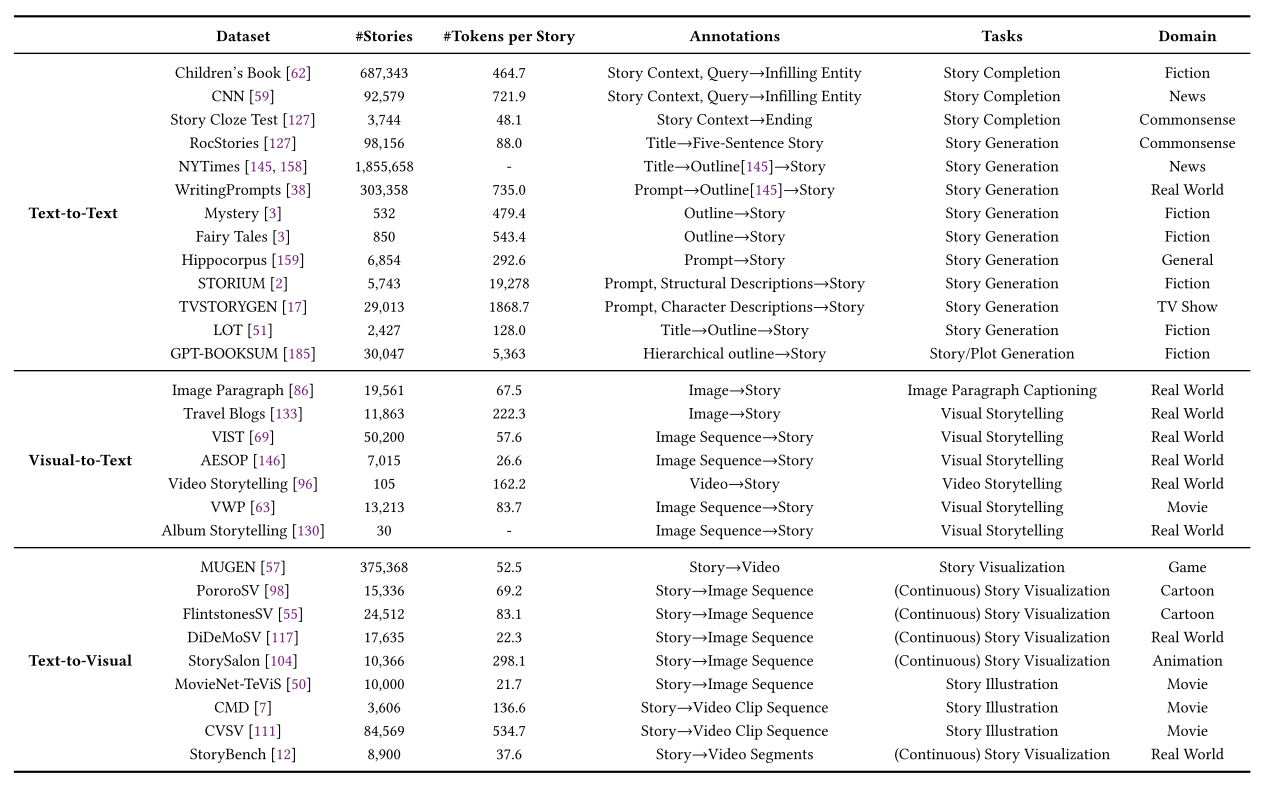 Dataset #Stories #Tokens per Story Annotations Tasks Domain
Children's Book [62] 687,343 464.7 Story Context, Query→Infilling Entity Story Completion Fiction
CNN [59] 92,579 721.9 Story Context, Query→Infilling Entity Story Completion News
Story Cloze Test [127] 3,744 48.1 Story Context→Ending Story Completion Commonsense
RocStories [127] 98,156 88.0 Title→Five-Sentence Story Story Generation Commonsense
NYTimes [145, 158] 1,855,658 - Title→Outline[145]→Story Story Generation News
WritingPrompts [38] 303,358 735.0 Prompt→Outline[145]→Story Story Generation Real World
Text-to-Text Mystery [3] 532 479.4 Outline→Story Story Generation Fiction
Fairy Tales [3] 850 543.4 Outline→Story Story Generation Fiction
Hippocorpus [159] 6,854 292.6 Prompt→Story Story Generation General
STORIUM [2] 5,743 19,278 Prompt, Structural Descriptions→Story Story Generation Fiction
TVSTORYGEN [17] 29,013 1868.7 Prompt, Character Descriptions→Story Story Generation TV Show
LOT [51] 2,427 128.0 Title→Outline→Story Story Generation Fiction
GPT-BOOKSUM [185] 30,047 5,363 Hierarchical outline→Story Story/Plot Generation Fiction
Image Paragraph [86] 19,561 67.5 Image→Story Image Paragraph Captioning Real World
Travel Blogs [133] 11,863 222.3 Image→Story Visual Storytelling Real World
VIST [69] 50,200 57.6 Image Sequence→Story Visual Storytelling Real World
Visual-to-Text AESOP [146] 7,015 26.6 Image Sequence→Story Visual Storytelling Real World
Video Storytelling [96] 105 162.2 Video→Story Video Storytelling Real World
VWP [63] 13,213 83.7 Image Sequence→Story Visual Storytelling Movie
Album Storytelling [130] 30 - Image Sequence→Story Visual Storytelling Real World
MUGEN [57] 375,368 52.5 Story→Video Story Visualization Game
PororoSV [98] 15,336 69.2 Story→Image Sequence (Continuous) Story Visualization Cartoon
FlintstonesSV [55] 24,512 83.1 Story→Image Sequence (Continuous) Story Visualization Cartoon
DiDeMoSV [117] 17,635 22.3 Story→Image Sequence (Continuous) Story Visualization Real World
Text-to-Visual StorySalon [104] 10,366 298.1 Story→Image Sequence (Continuous) Story Visualization Animation
MovieNet-TeViS [50] 10,000 21.7 Story→Image Sequence Story Illustration Movie
CMD [7] 3,606 136.6 Story→Video Clip Sequence Story Illustration Movie
CVSV [111] 84,569 534.7 Story→Video Clip Sequence Story Illustration Movie
StoryBench [12] 8,900 37.6 Story→Video Segments (Continuous) Story Visualization Real World